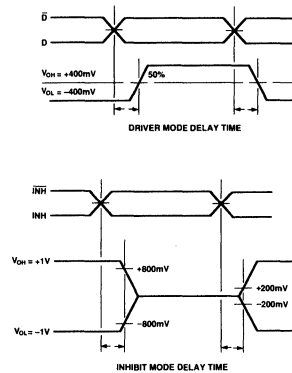 D̅
D
V_OH = +400mV
50%
V_OL = −400mV
DRIVER MODE DELAY TIME
I̅N̅H̅
INH
V_OH = +1V
+800mV
+200mV
−200mV
−800mV
V_OL = −1V
INHIBIT MODE DELAY TIME